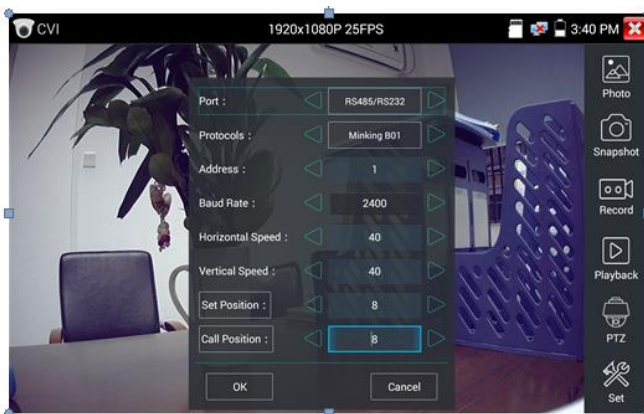 CVI 1920x1080P 25FPS 3:40 PM
Port : RS485/RS232
Protocols : Minking B01
Address : 1
Baud Rate : 2400
Horizontal Speed : 40
Vertical Speed : 40
Set Position : 8
Call Position : 8
OK Cancel
Photo
Snapshot
Record
Playback
PTZ
Set